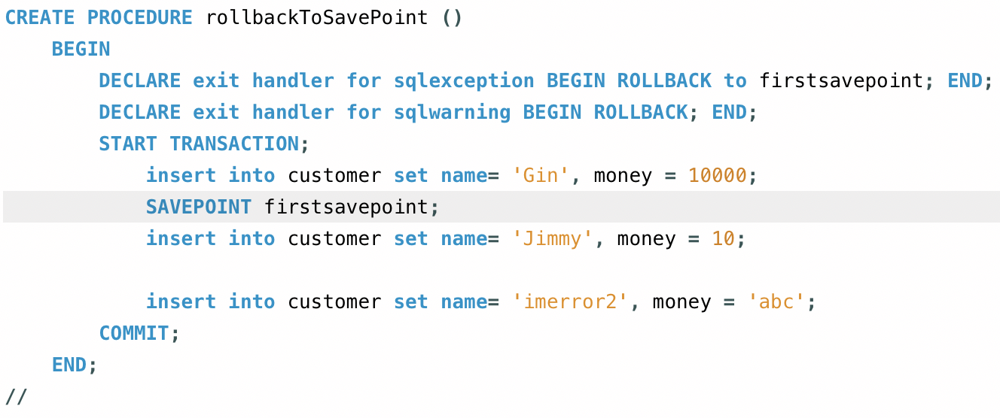 CREATE PROCEDURE rollbackToSavePoint ()
BEGIN
DECLARE exit handler for sqlexception BEGIN ROLLBACK to firstsavepoint; END;
DECLARE exit handler for sqlwarning BEGIN ROLLBACK; END;
START TRANSACTION;
insert into customer set name= 'Gin', money = 10000;
SAVEPOINT firstsavepoint;
insert into customer set name= 'Jimmy', money = 10;
insert into customer set name= 'imerror2', money = 'abc';
COMMIT;
END;
//